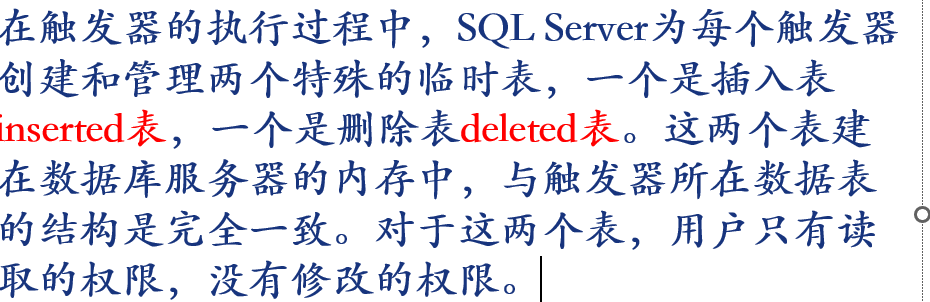 在触发器的执行过程中，SQL Server为每个触发器
创建和管理两个特殊的临时表，一个是插入表
inserted表，一个是删除表deleted表。这两个表建
在数据库服务器的内存中，与触发器所在数据表
的结构是完全一致。对于这两个表，用户只有读
取的权限，没有修改的权限。